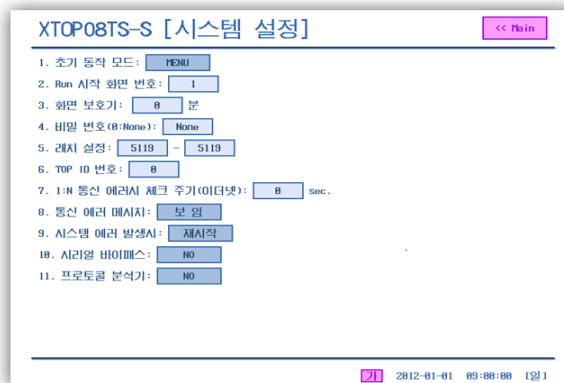 XTOP08TS-S [시스템 설정]
<< Main
1. 초기 동작 모드: MENU
2. Run 시작 화면 번호: 1
3. 화면 보호기: 0 분
4. 비밀 번호(0:None): None
5. 래치 설정: 5119 - 5119
6. TOP ID 번호: 0
7. 1:N 통신 에러시 체크 주기(이더넷): 0 sec.
8. 통신 에러 메시지: 보 임
9. 시스템 에러 발생시: 재시작
10. 시리얼 바이패스: NO
11. 프로토콜 분석기: NO
가 2012-01-01 09:00:00 [일]